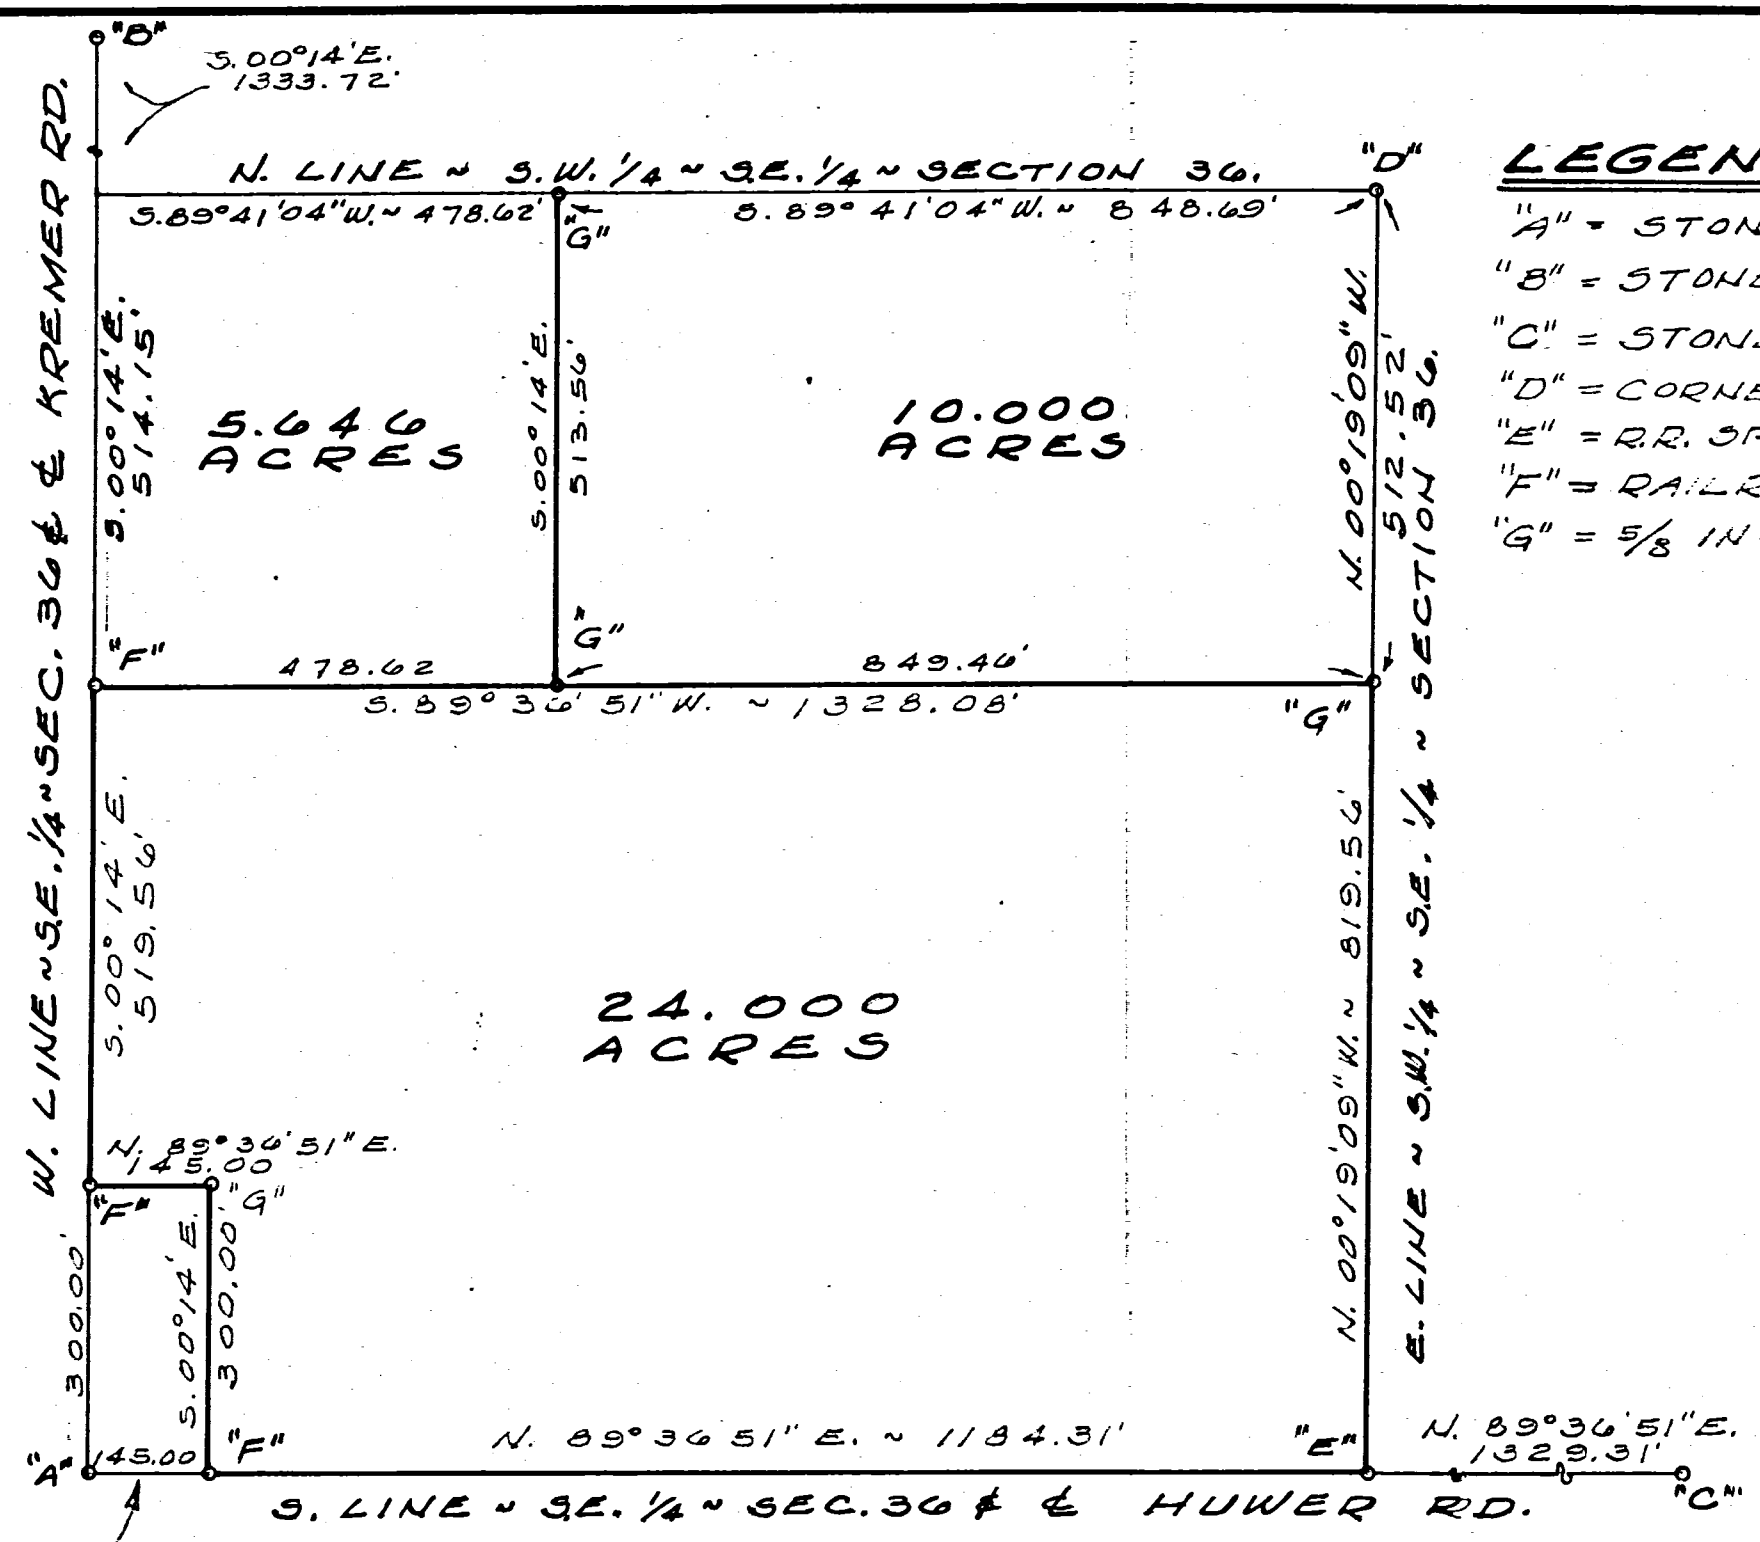 "B"
S.00°14'E.
1333.72'
N. LINE ~ S.W.1/4 ~ S.E.1/4 ~ SECTION 36.
"D"
S.89°41'04"W. ~ 478.62'
"G"
S. 89° 41'04" W. ~ 848.69'
W. LINE ~ S.E.1/4 ~ SEC. 36 & ℄ KREMER RD.
S.00°14'E.
514.15'
5.646
ACRES
S.00°14'E.
513.56'
10.000
ACRES
N.00°19'09"W.
512.52'
E. LINE ~ S.W.1/4 ~ S.E.1/4 ~ SECTION 36.
"F"
478.62
"G"
849.46'
S.89°36'51"W. ~ 1328.08'
"G"
S.00°14'E.
519.56'
24.000
ACRES
N.00°19'09"W. ~ 819.56'
N. 89°36'51"E.
145.00
"F"
"G"
300.00'
S.00°14'E.
300.00'
"A"
145.00
"F"
N. 89°36'51"E. ~ 1184.31'
"E"
N. 89°36'51"E.
1329.31'
"C"
S. LINE ~ S.E.1/4 ~ SEC.36 & ℄ HUWER RD.
LEGEN
"A" = STON
"B" = STONE
"C" = STON
"D" = CORNE
"E" = R.R. SP
"F" = RAILR
"G" = 5/8 IN